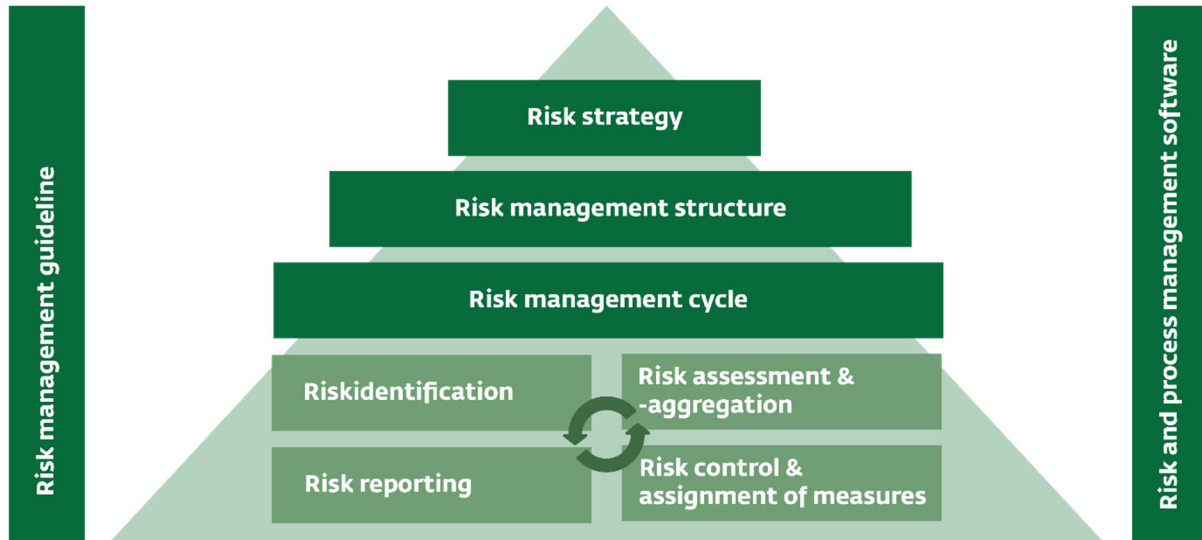 Risk management guideline
Risk strategy
Risk management structure
Risk management cycle
Riskidentification
Risk assessment &
-aggregation
Risk reporting
Risk control &
assignment of measures
Risk and process management software